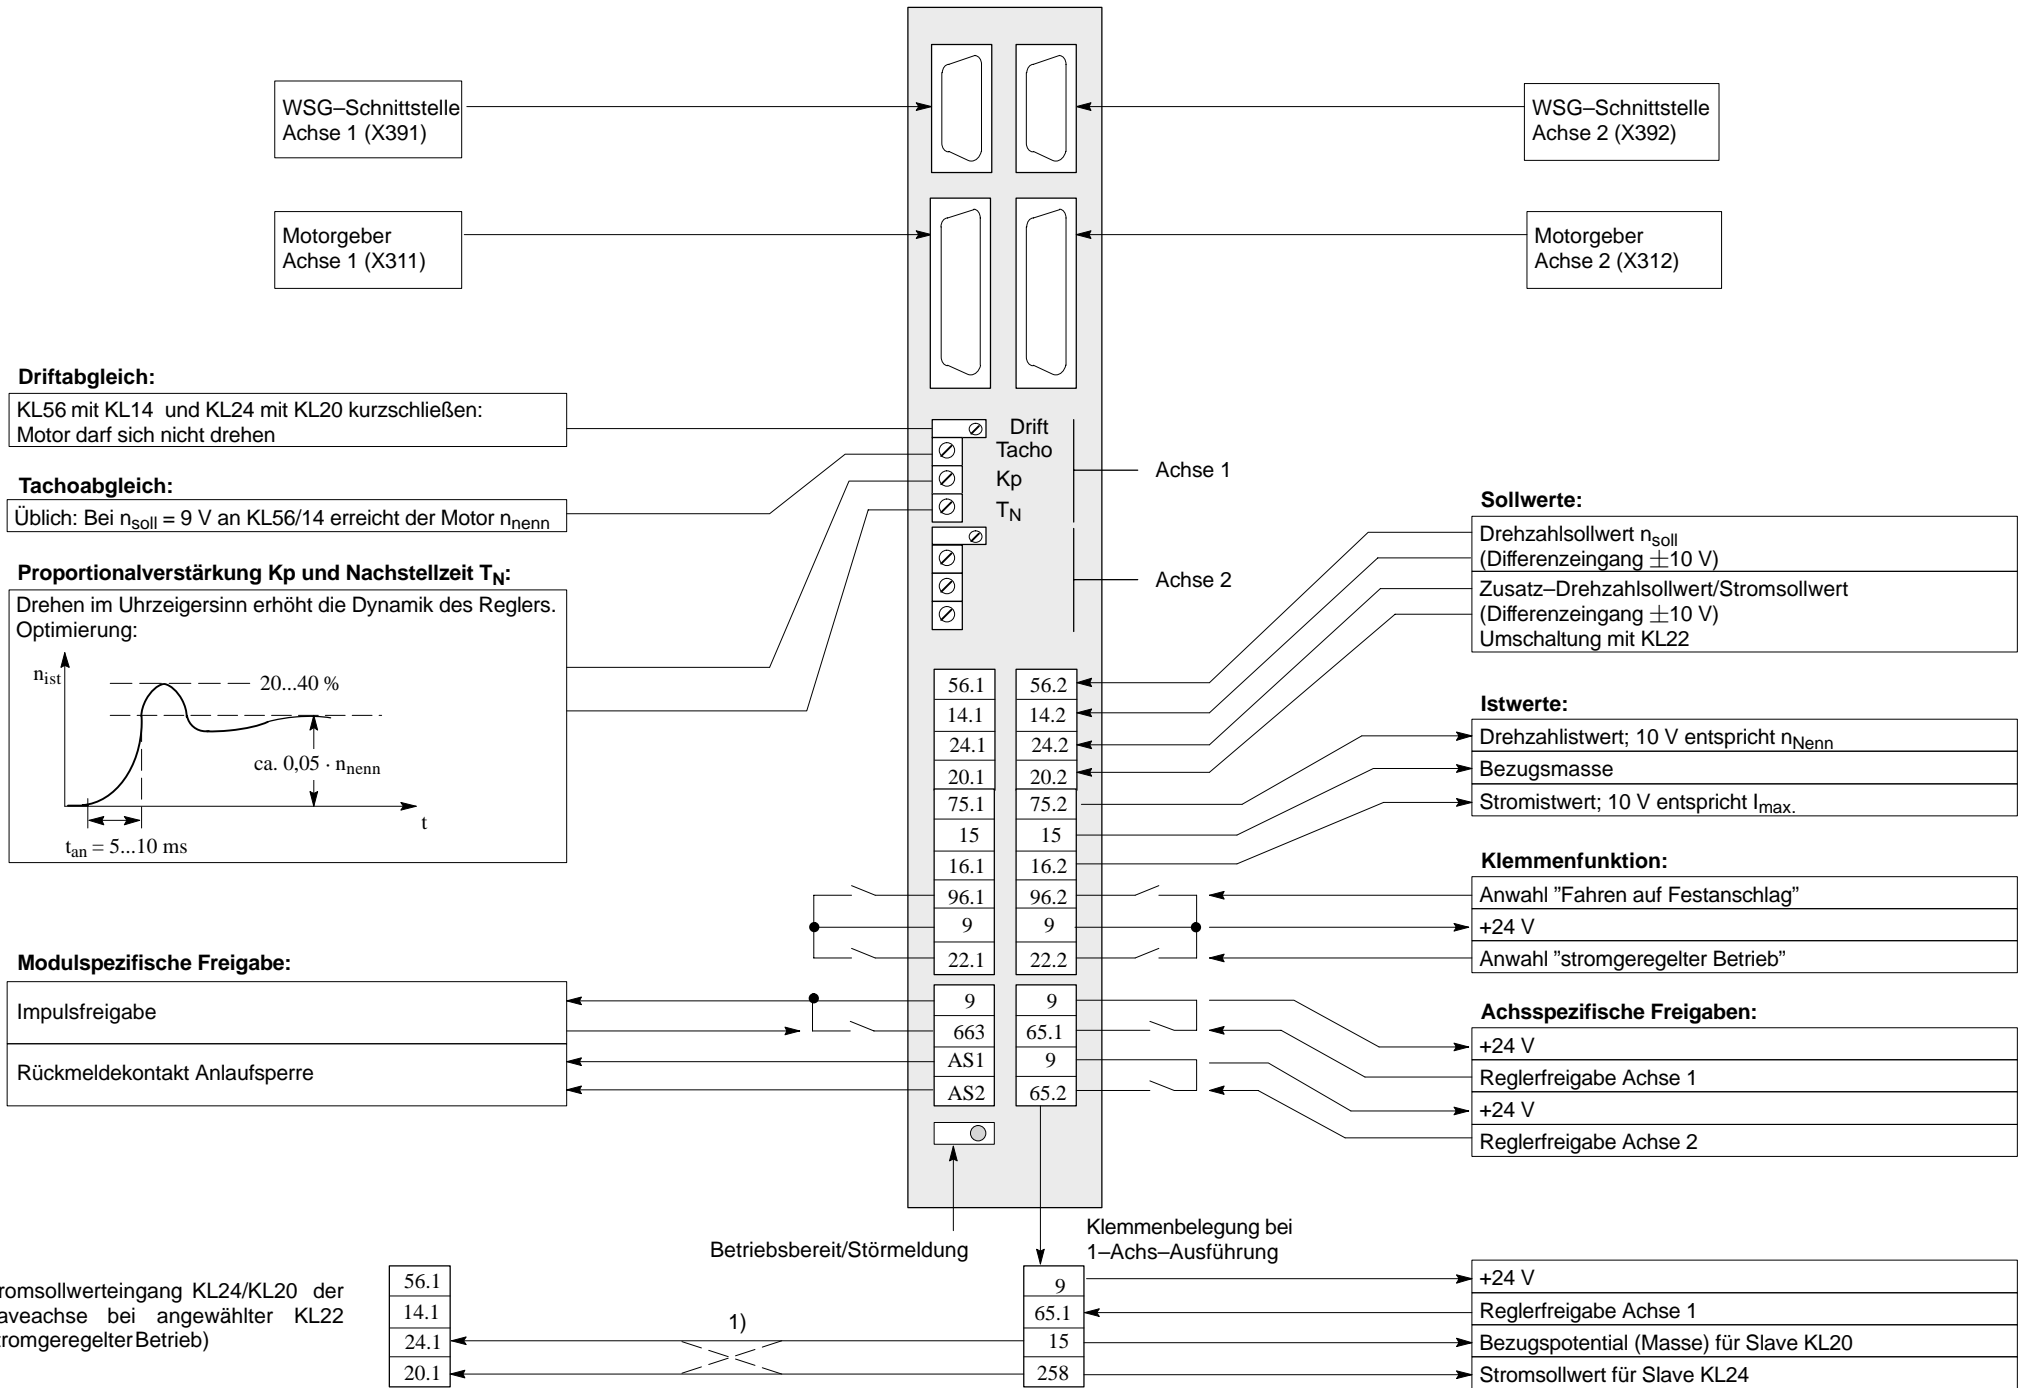 WSG–Schnittstelle
Achse 1 (X391)
WSG–Schnittstelle
Achse 2 (X392)
Motorgeber
Achse 1 (X311)
Motorgeber
Achse 2 (X312)
Driftabgleich:
KL56 mit KL14 und KL24 mit KL20 kurzschließen:
Motor darf sich nicht drehen
Tachoabgleich:
Üblich: Bei nsoll = 9 V an KL56/14 erreicht der Motor nnenn
Proportionalverstärkung Kp und Nachstellzeit TN:
Drehen im Uhrzeigersinn erhöht die Dynamik des Reglers.
Optimierung:
nist
20...40 %
ca. 0,05 · nnenn
t
tan = 5...10 ms
Drift
Tacho
Kp
TN
Achse 1
Achse 2
Sollwerte:
Drehzahlsollwert nsoll
(Differenzeingang ±10 V)
Zusatz–Drehzahlsollwert/Stromsollwert
(Differenzeingang ±10 V)
Umschaltung mit KL22
Istwerte:
Drehzahlistwert; 10 V entspricht nNenn
Bezugsmasse
Stromistwert; 10 V entspricht Imax.
Klemmenfunktion:
Anwahl ”Fahren auf Festanschlag”
+24 V
Anwahl ”stromgeregelter Betrieb”
Achsspezifische Freigaben:
+24 V
Reglerfreigabe Achse 1
+24 V
Reglerfreigabe Achse 2
56.1 56.2
14.1 14.2
24.1 24.2
20.1 20.2
75.1 75.2
15 15
16.1 16.2
96.1 96.2
9 9
22.1 22.2
9 9
663 65.1
AS1 9
AS2 65.2
Modulspezifische Freigabe:
Impulsfreigabe
Rückmeldekontakt Anlaufsperre
Betriebsbereit/Störmeldung
Klemmenbelegung bei
1–Achs–Ausführung
romsollwerteingang KL24/KL20 der
aveachse bei angewählter KL22
tromgeregelter Betrieb)
56.1
14.1
24.1
20.1
1)
9
65.1
15
258
+24 V
Reglerfreigabe Achse 1
Bezugspotential (Masse) für Slave KL20
Stromsollwert für Slave KL24